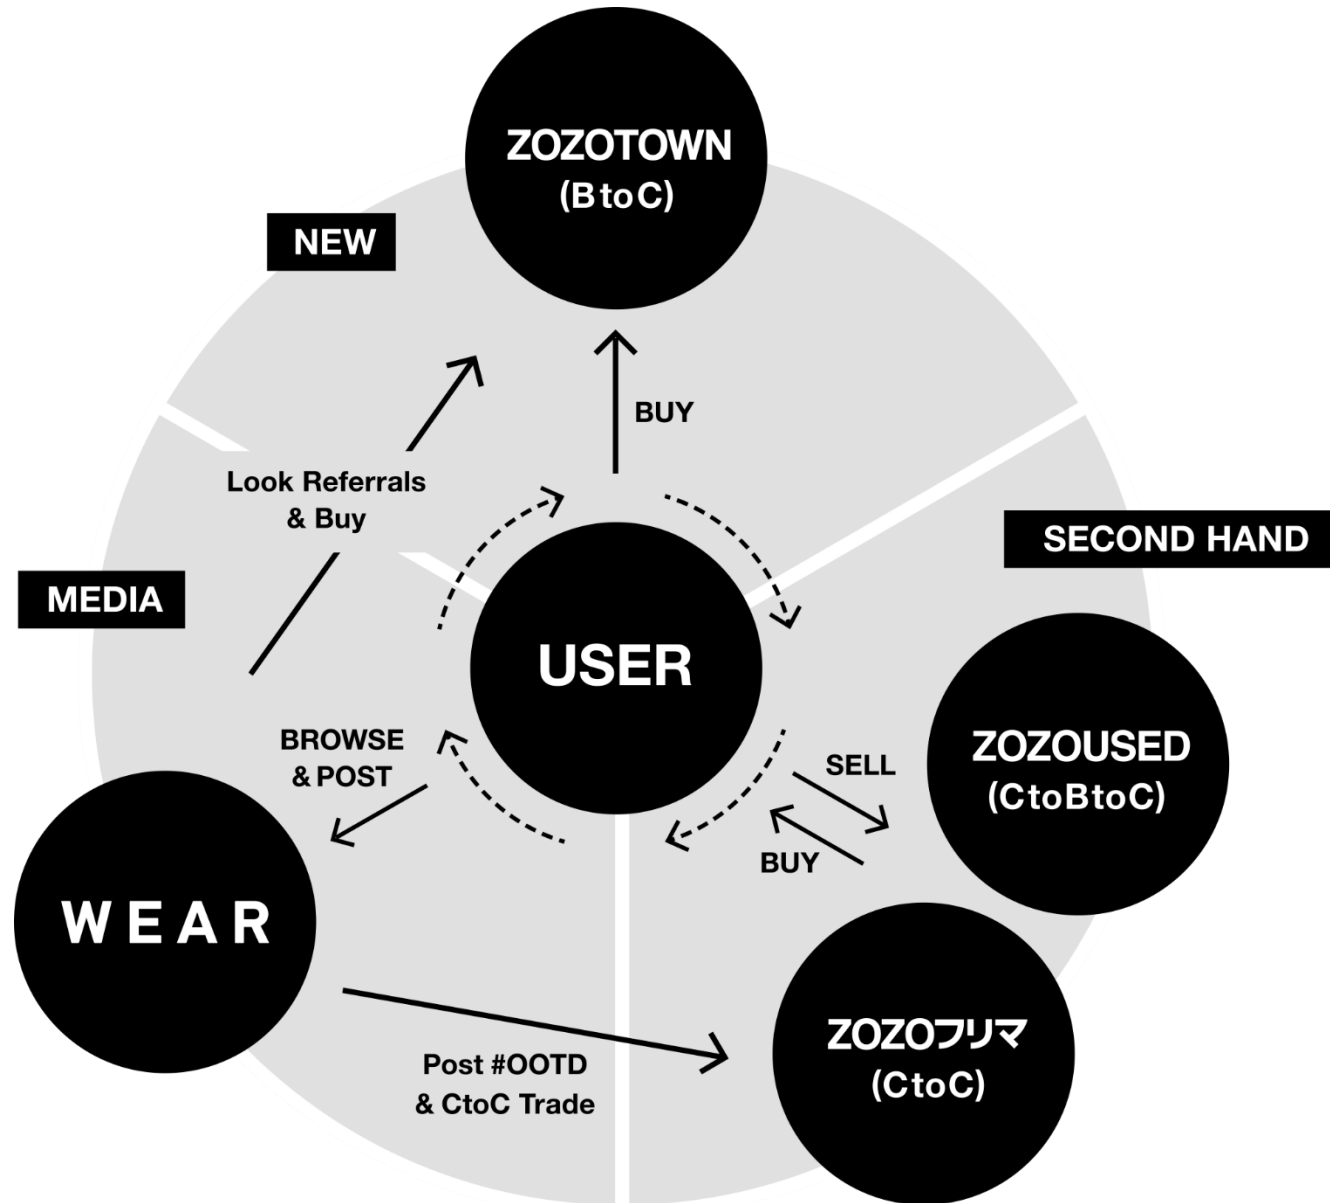 ZOZOTOWN
(BtoC)
NEW
BUY
Look Referrals
& Buy
SECOND HAND
MEDIA
USER
BROWSE
& POST
SELL
BUY
ZOZOUSED
(CtoBtoC)
WEAR
ZOZOフリマ
(CtoC)
Post #OOTD
& CtoC Trade